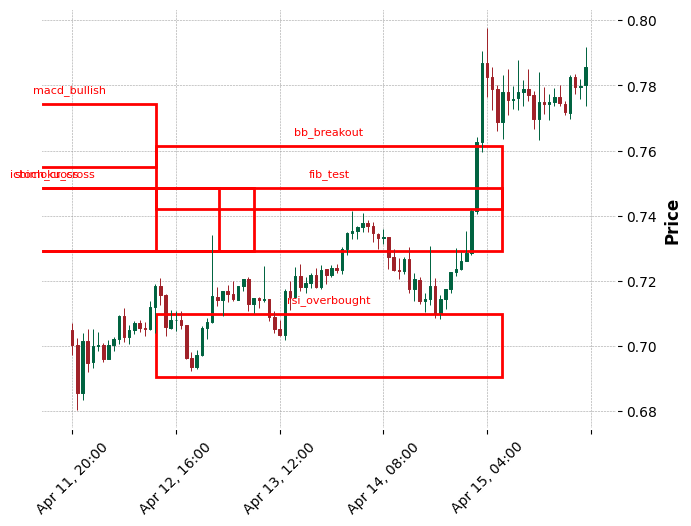 0.80
macd_bullish
0.78
bb_breakout
0.76
fib_test
0.74
Price
0.72
rsi_overbought
0.70
0.68
Apr 11, 20:00
Apr 12, 16:00
Apr 13, 12:00
Apr 14, 08:00
Apr 15, 04:00